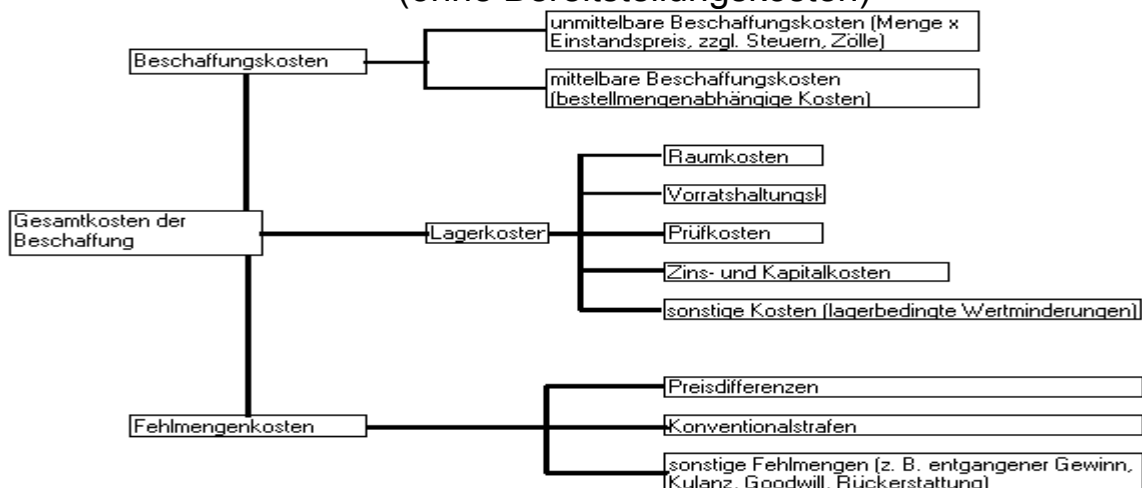 (ohne Bereitstellungskosten)
unmittelbare Beschaffungskosten (Menge x
Einstandspreis, zzgl. Steuern, Zölle)
Beschaffungskosten
mittelbare Beschaffungskosten
(bestellmengenabhängige Kosten)
Raumkosten
Vorratshaltungsk
Gesamtkosten der
Beschaffung
Lagerkosten
Prüfkosten
Zins- und Kapitalkosten
sonstige Kosten (lagerbedingte Wertminderungen)
Preisdifferenzen
Fehlmengenkosten
Konventionalstrafen
sonstige Fehlmengen (z. B. entgangener Gewinn,
Kulanz, Goodwill, Rückerstattung)